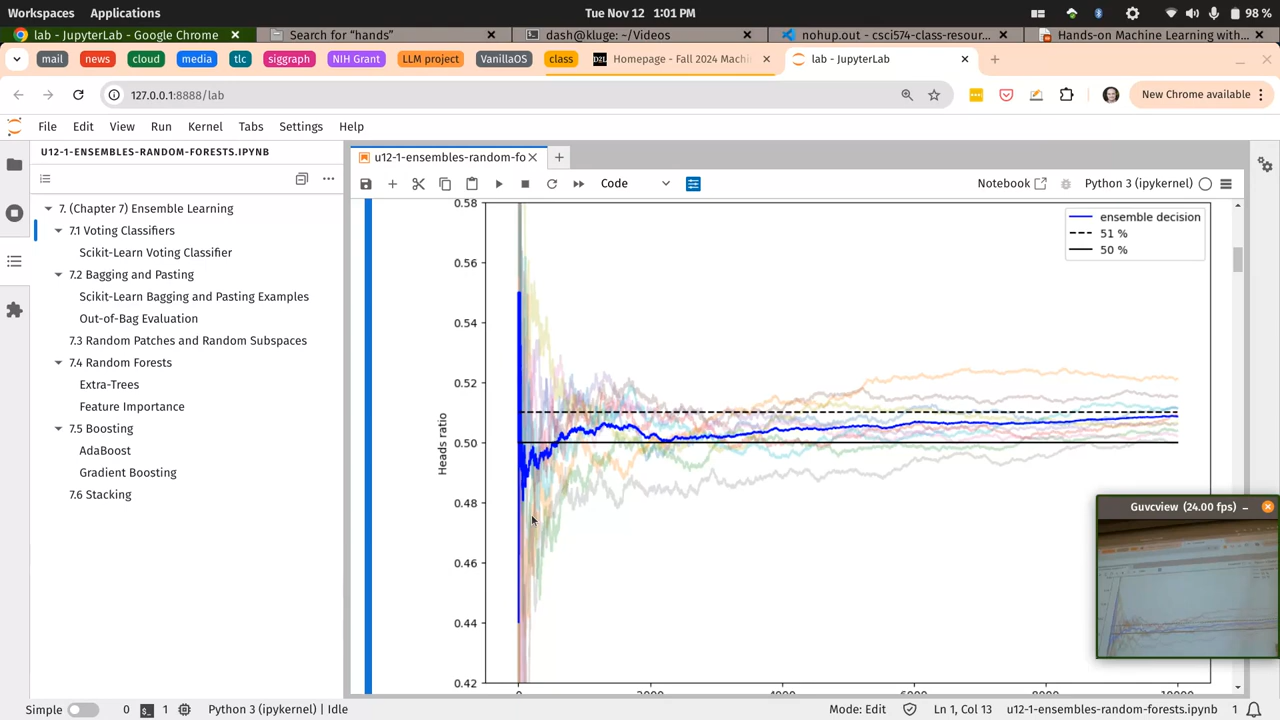 Workspaces Applications Tue Nov 12 1:01 PM 98 %
lab - JupyterLab - Google Chrome Search for “hands” dash@kluge: ~/Videos nohup.out - csci574-class-resour... Hands-on Machine Learning with...
mail news cloud media tlc siggraph NIH Grant LLM project VanillaOS class D2L Homepage - Fall 2024 Machi lab - JupyterLab
127.0.0.1:8888/lab New Chrome available
File Edit View Run Kernel Tabs Settings Help
U12-1-ENSEMBLES-RANDOM-FORESTS.IPYNB
u12-1-ensembles-random-fo
Code Notebook Python 3 (ipykernel)
7. (Chapter 7) Ensemble Learning
7.1 Voting Classifiers
Scikit-Learn Voting Classifier
7.2 Bagging and Pasting
Scikit-Learn Bagging and Pasting Examples
Out-of-Bag Evaluation
7.3 Random Patches and Random Subspaces
7.4 Random Forests
Extra-Trees
Feature Importance
7.5 Boosting
AdaBoost
Gradient Boosting
7.6 Stacking
0.58
0.56
0.54
0.52
0.50
0.48
0.46
0.44
0.42
Heads ratio
ensemble decision
51 %
50 %
0 2000 4000 6000 8000 10000
Guvcview (24.00 fps)
Simple 0 1 Python 3 (ipykernel) | Idle Mode: Edit Ln 1, Col 13 u12-1-ensembles-random-forests.ipynb 1